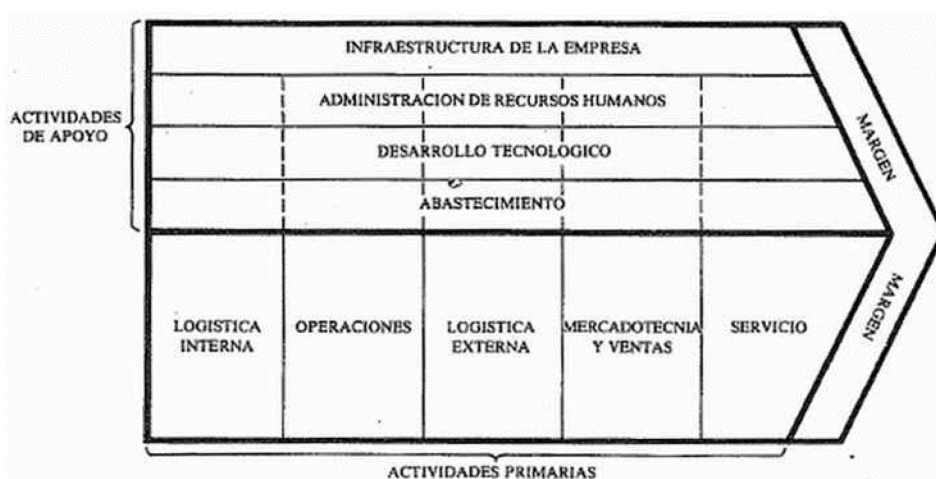 INFRAESTRUCTURA DE LA EMPRESA
ADMINISTRACION DE RECURSOS HUMANOS
ACTIVIDADES
DE APOYO
DESARROLLO TECNOLOGICO
ABASTECIMIENTO
MARGEN
LOGISTICA
INTERNA
OPERACIONES
LOGISTICA
EXTERNA
MERCADOTECNIA
Y VENTAS
SERVICIO
MARGEN
ACTIVIDADES PRIMARIAS